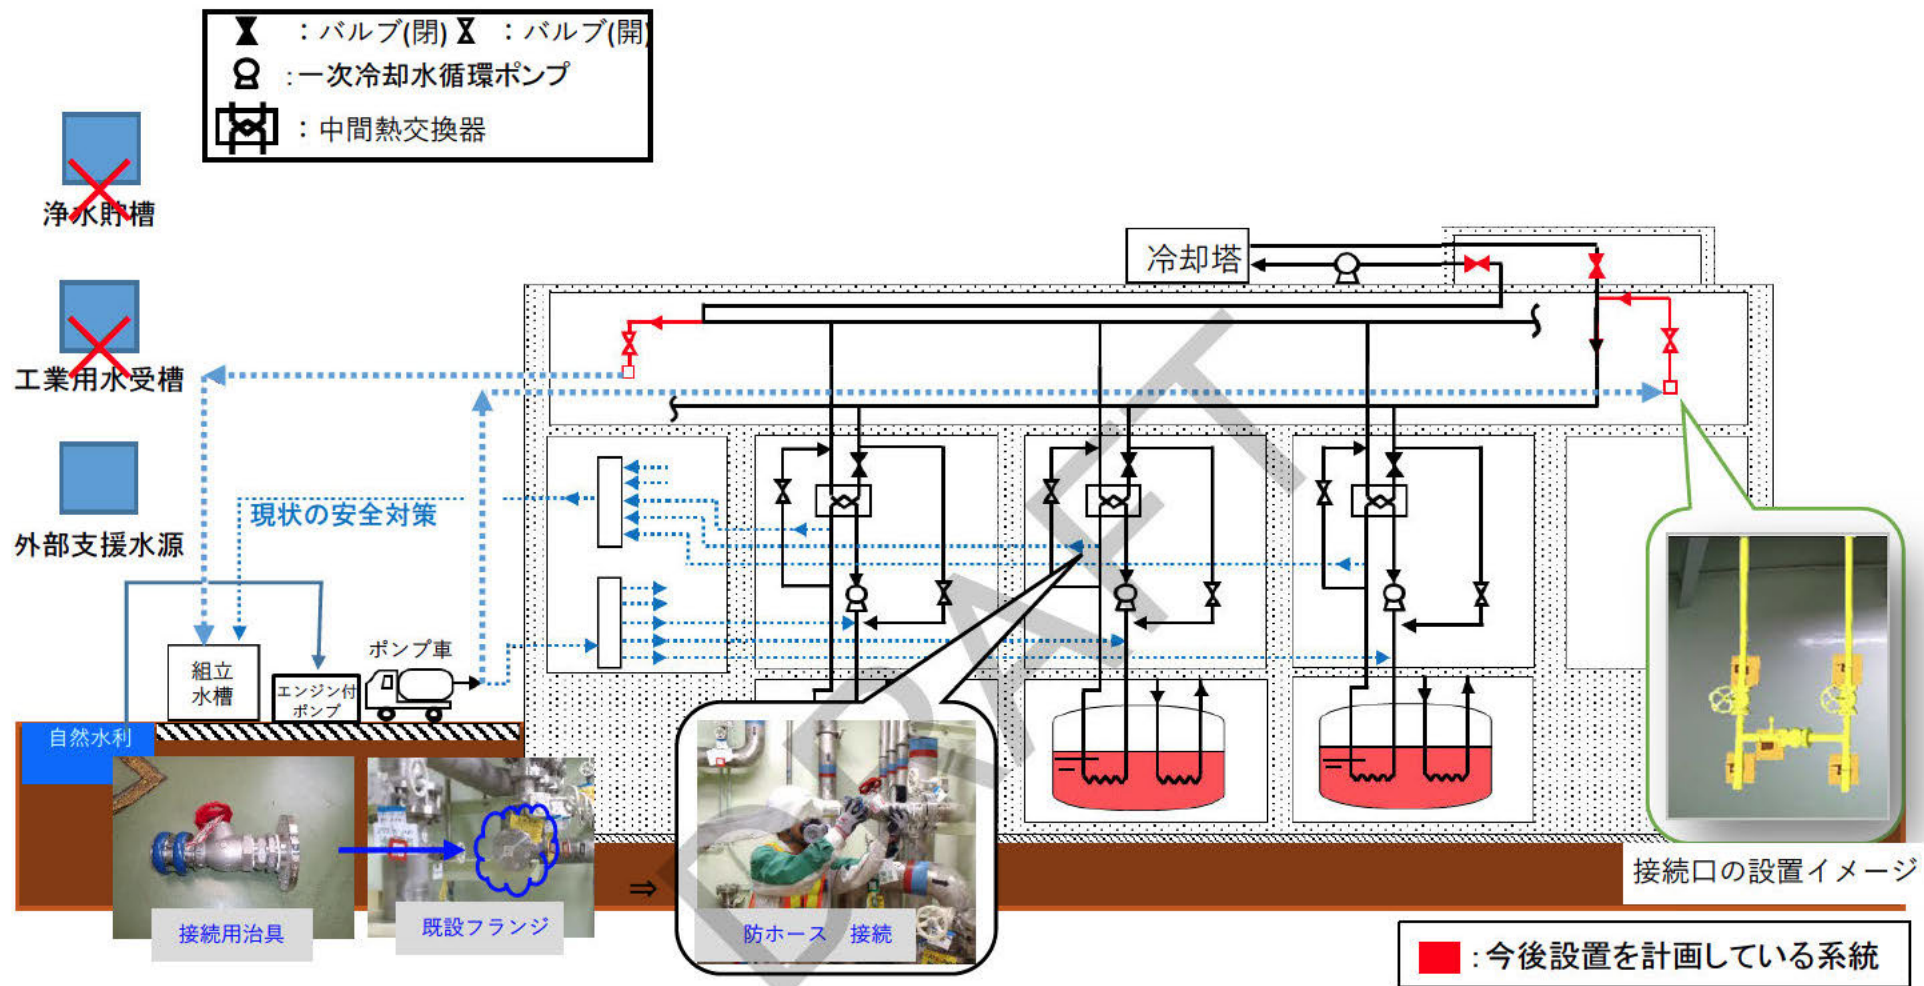 ：バルブ(閉) ：バルブ(開)
：一次冷却水循環ポンプ
：中間熱交換器
浄水貯槽
工業用水受槽
外部支援水源
冷却塔
現状の安全対策
組立
水槽
エンジン付
ポンプ
ポンプ車
自然水利
接続用治具
既設フランジ
⇒
防ホース 接続
接続口の設置イメージ
：今後設置を計画している系統
DRAFT